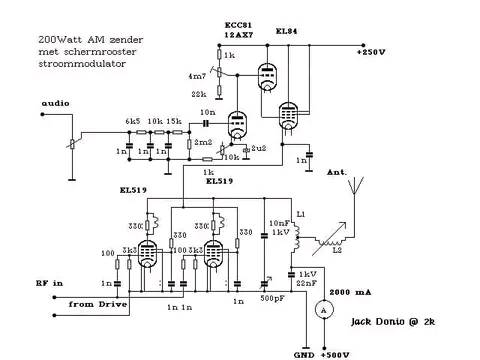 200Watt AM zender
met schermrooster
stroommodulator
ECC81
12AX7
EL84
+250V
1k
4m7
22k
audio
6k5 10k 15k
10n
1n 1n 1n
2m2
10k
2u2
1k
1n
EL519
EL519
Ant.
330
330
330
330
10nF
1kV
L1
L2
100
3k3
100
3k3
RF in
1n
1n 1n
1n
500pF
1kV
22nF
2000 mA
A
from Drive
Jack Donio @ 2k
GND +500V